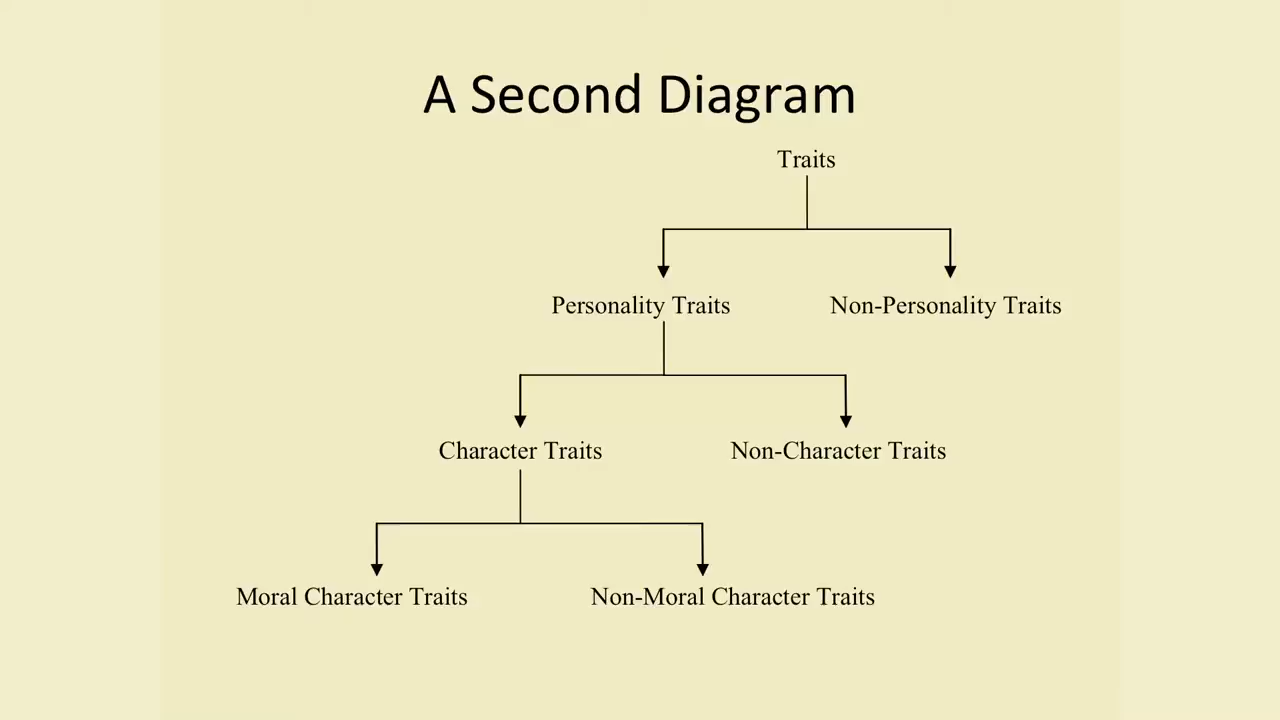 A Second Diagram
Traits
Personality Traits
Non-Personality Traits
Character Traits
Non-Character Traits
Moral Character Traits
Non-Moral Character Traits